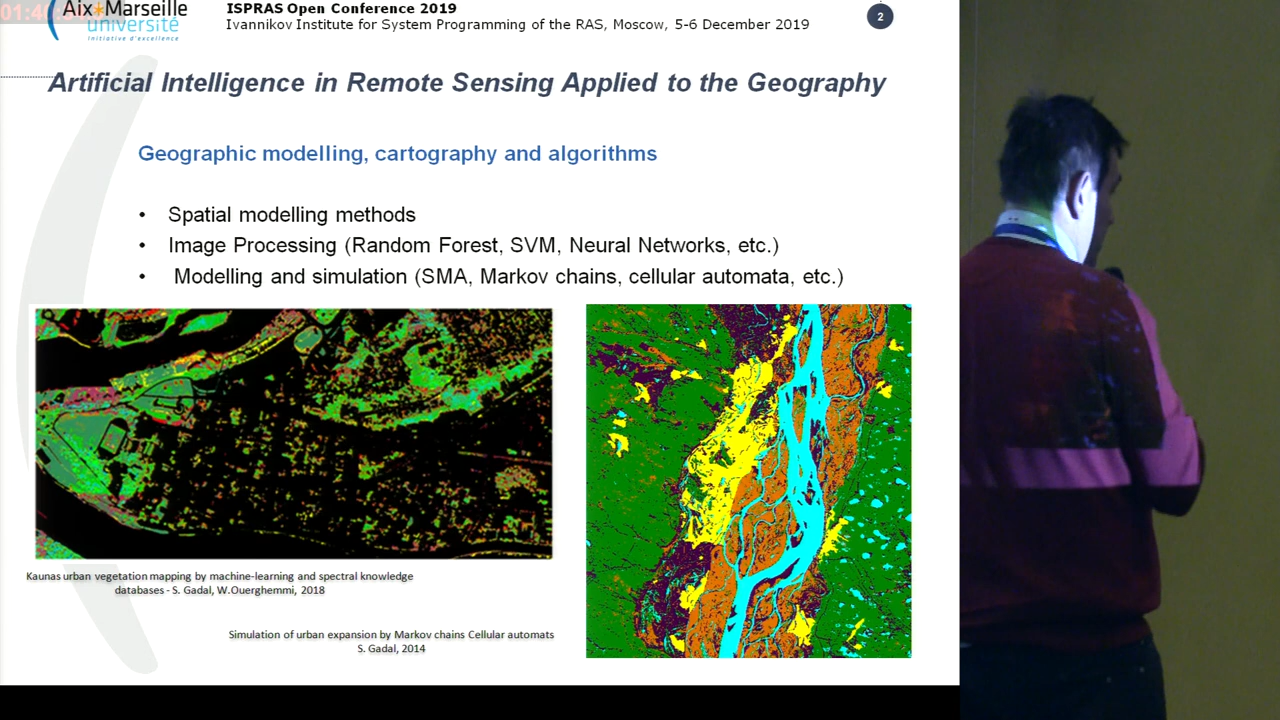 Aix✶Marseille
université
Initiative d'excellence
ISPRAS Open Conference 2019
Ivannikov Institute for System Programming of the RAS, Moscow, 5-6 December 2019
2
Artificial Intelligence in Remote Sensing Applied to the Geography
Geographic modelling, cartography and algorithms
• Spatial modelling methods
• Image Processing (Random Forest, SVM, Neural Networks, etc.)
• Modelling and simulation (SMA, Markov chains, cellular automata, etc.)
Kaunas urban vegetation mapping by machine-learning and spectral knowledge
databases - S. Gadal, W.Ouerghemmi, 2018
Simulation of urban expansion by Markov chains Cellular automats
S. Gadal, 2014